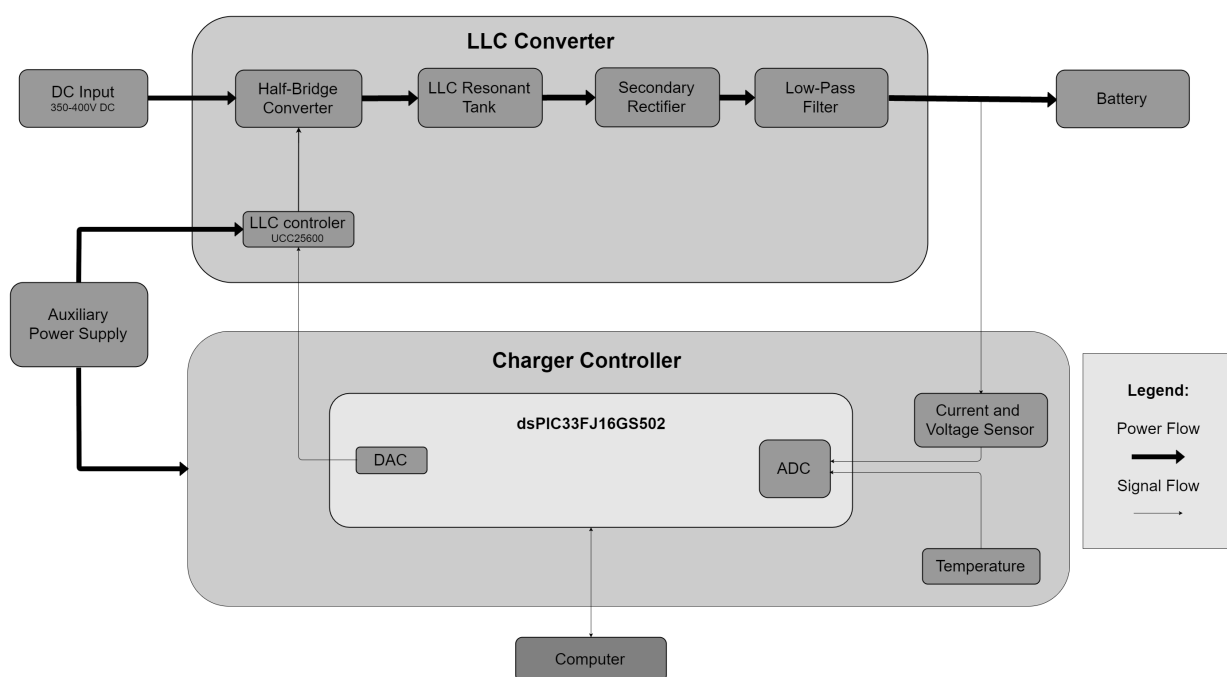 LLC Converter
DC Input
350-400V DC
Half-Bridge
Converter
LLC Resonant
Tank
Secondary
Rectifier
Low-Pass
Filter
Battery
LLC controler
UCC25600
Auxiliary
Power Supply
Charger Controller
dsPIC33FJ16GS502
DAC
ADC
Current and
Voltage Sensor
Temperature
Computer
Legend:
Power Flow
Signal Flow